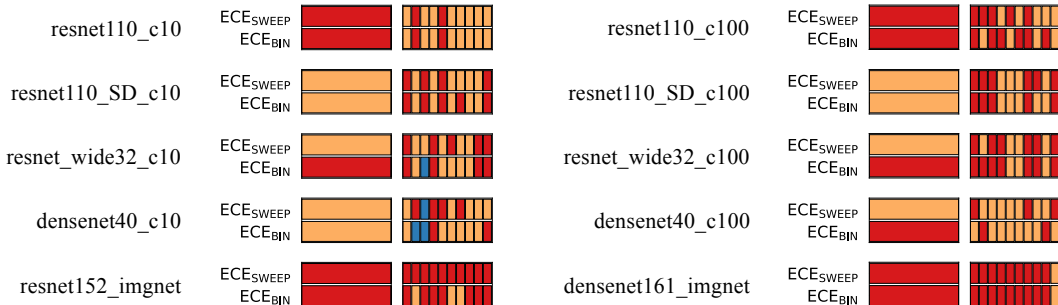 resnet110_c10 ECE_SWEEP
ECE_BIN
resnet110_c100 ECE_SWEEP
ECE_BIN
resnet110_SD_c10 ECE_SWEEP
ECE_BIN
resnet110_SD_c100 ECE_SWEEP
ECE_BIN
resnet_wide32_c10 ECE_SWEEP
ECE_BIN
resnet_wide32_c100 ECE_SWEEP
ECE_BIN
densenet40_c10 ECE_SWEEP
ECE_BIN
densenet40_c100 ECE_SWEEP
ECE_BIN
resnet152_imgnet ECE_SWEEP
ECE_BIN
densenet161_imgnet ECE_SWEEP
ECE_BIN